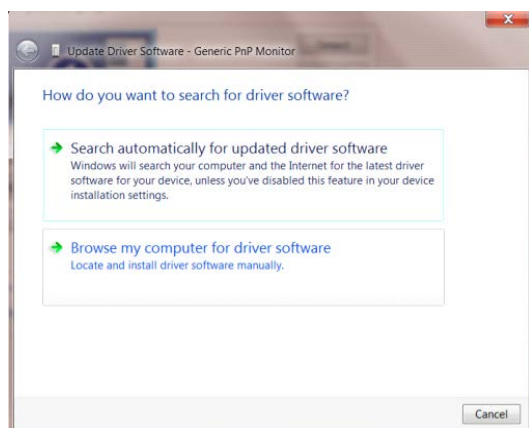 Update Driver Software - Generic PnP Monitor
How do you want to search for driver software?
Search automatically for updated driver software
Windows will search your computer and the Internet for the latest driver
software for your device, unless you've disabled this feature in your device
installation settings.
Browse my computer for driver software
Locate and install driver software manually.
Cancel